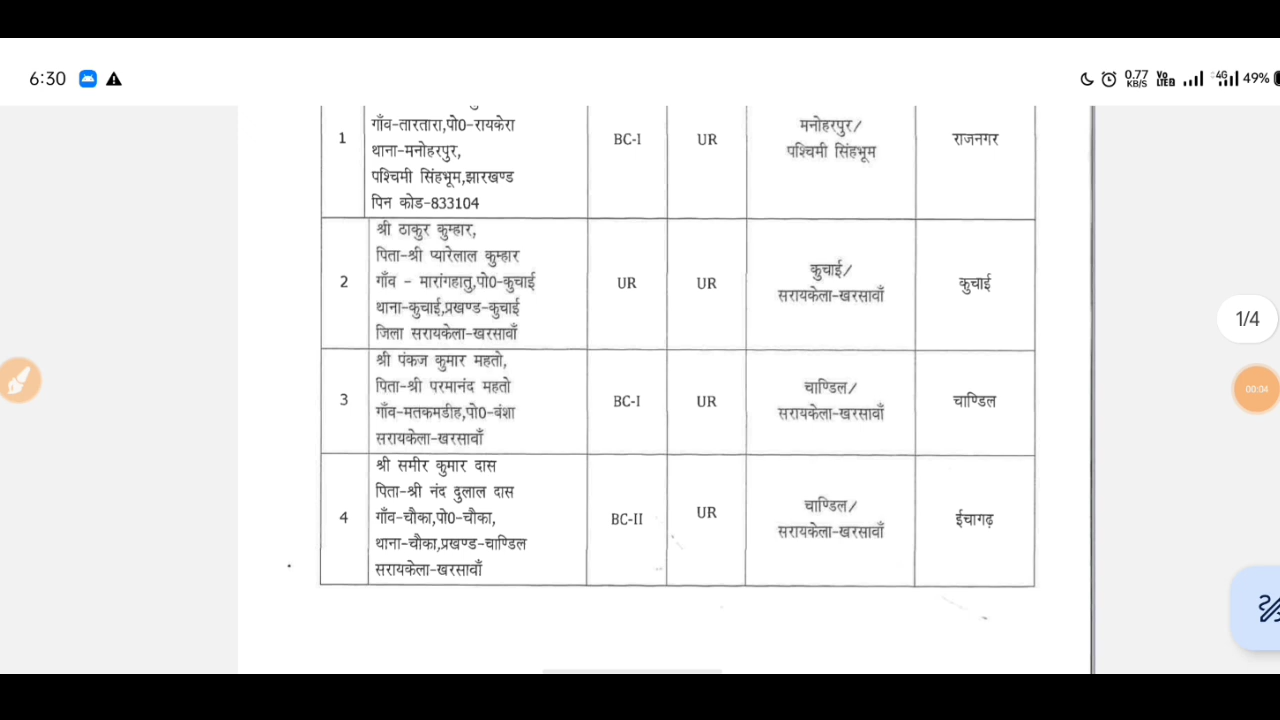 6:30
0.77 KB/S
Vo LTE
4G
49%
1
गाँव-तारतारा,पो0-रायकेरा
थाना-मनोहरपुर,
पश्चिमी सिंहभूम,झारखण्ड
पिन कोड-833104
BC-I
UR
मनोहरपुर/
पश्चिमी सिंहभूम
राजनगर
2
श्री ठाकुर कुम्हार,
पिता-श्री प्यारेलाल कुम्हार
गाँव - मारांगहातु,पो0-कुचाई
थाना-कुचाई,प्रखण्ड-कुचाई
जिला सरायकेला-खरसावाँ
UR
UR
कुचाई/
सरायकेला-खरसावाँ
कुचाई
3
श्री पंकज कुमार महतो,
पिता-श्री परमानंद महतो
गाँव-मतकमडीह,पो0-बंशा
सरायकेला-खरसावाँ
BC-I
UR
चाण्डिल/
सरायकेला-खरसावाँ
चाण्डिल
4
श्री समीर कुमार दास
पिता-श्री नंद दुलाल दास
गाँव-चौका,पो0-चौका,
थाना-चौका,प्रखण्ड-चाण्डिल
सरायकेला-खरसावाँ
BC-II
UR
चाण्डिल/
सरायकेला-खरसावाँ
ईचागढ़
1/4
00:04